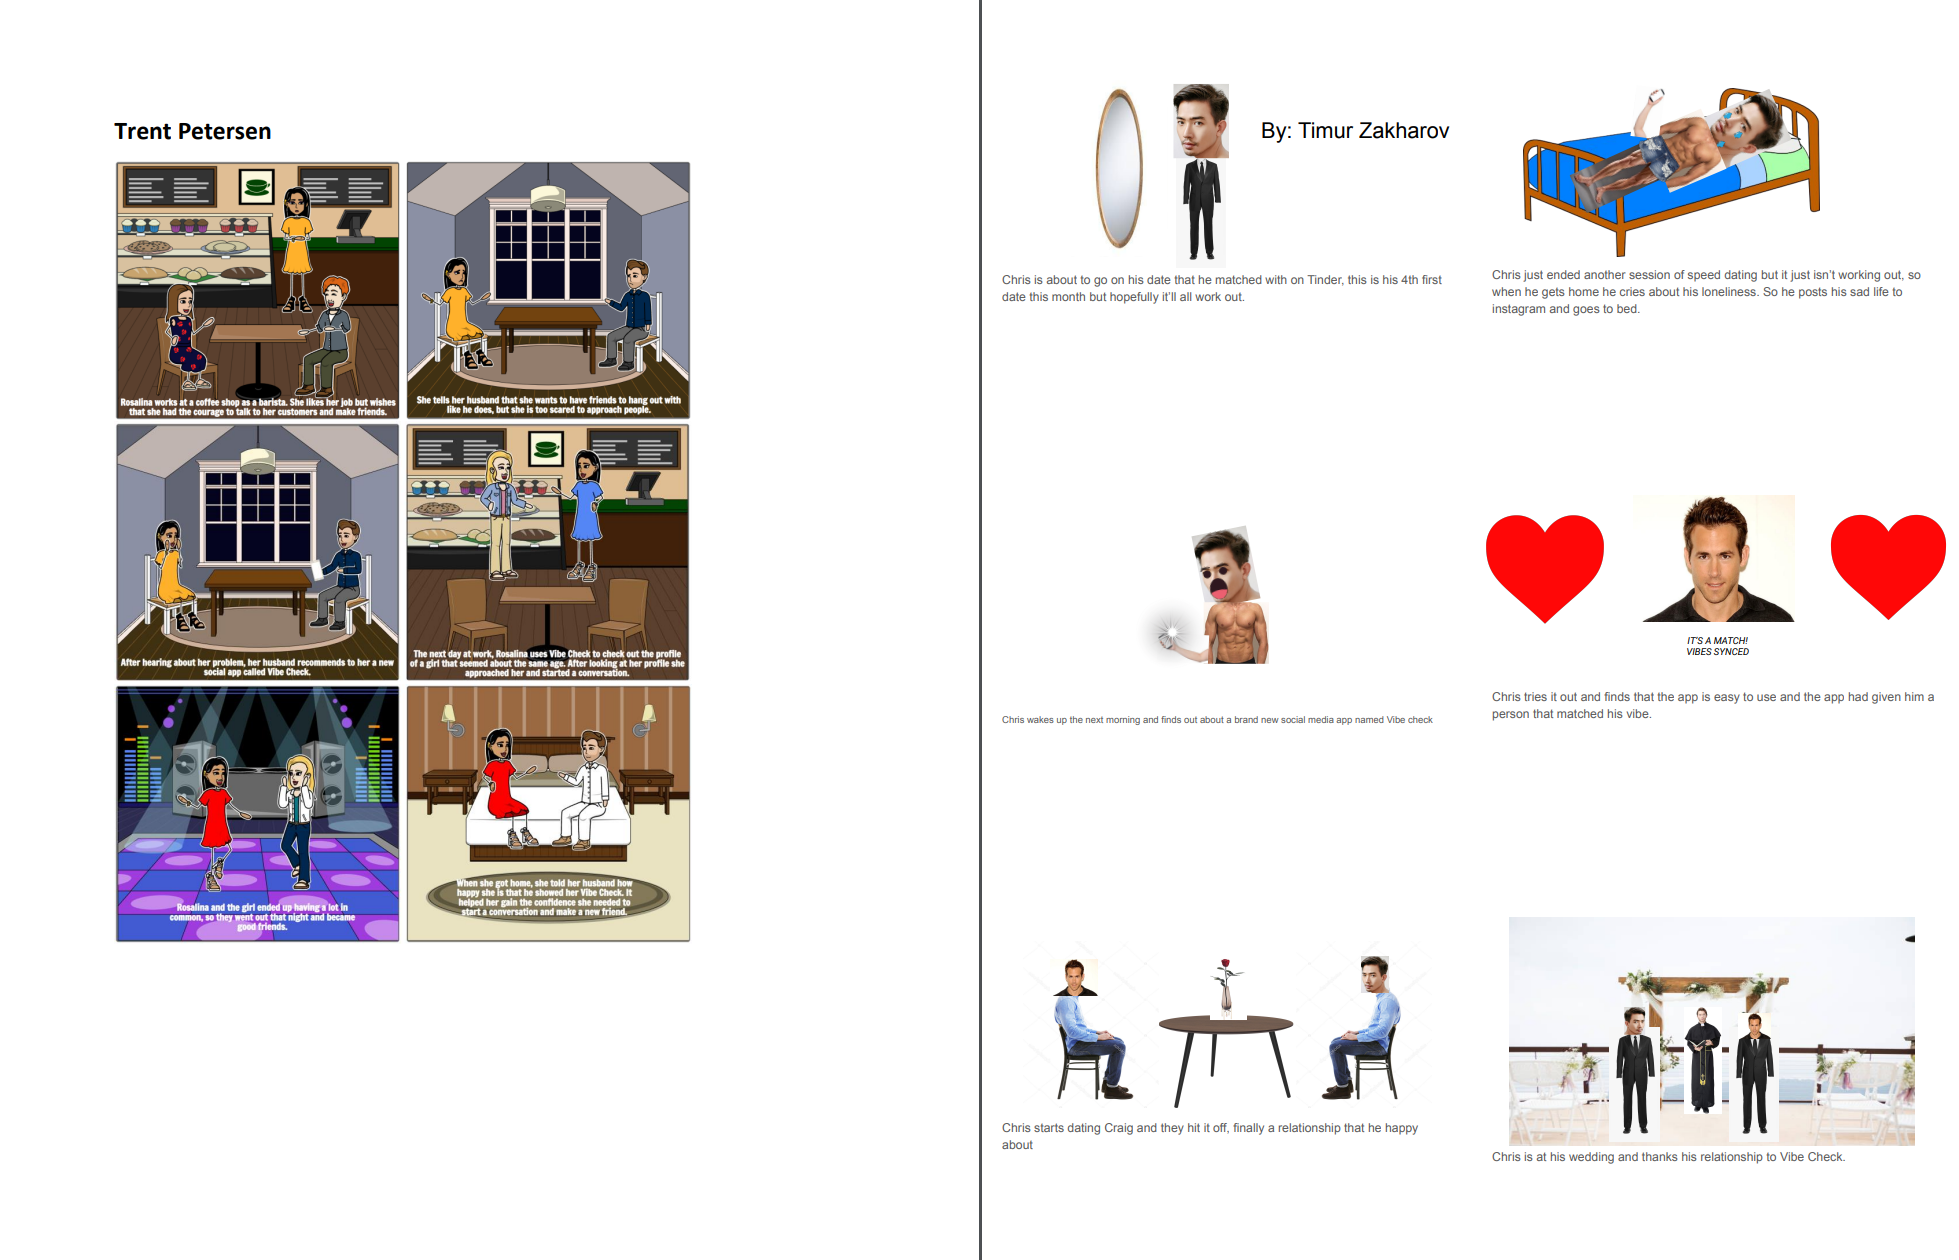 Trent Petersen
Rosalina works at a coffee shop as a barista. She likes her job but wishes
that she had the courage to talk to her customers and make friends.
She tells her husband that she wants to have friends to hang out with
like he does, but she is too scared to approach people.
After hearing about her problem, her husband recommends to her a new
social app called Vibe Check.
The next day at work, Rosalina uses Vibe Check to check out the profile
of a girl that seemed about the same age. After looking at her profile she
approached her and started a conversation.
Rosalina and the girl ended up having a lot in
common, so they went out that night and became
good friends.
When she got home, she told her husband how
happy she is that he showed her Vibe Check. It
helped her gain the confidence she needed to
start a conversation and make a new friend.
By: Timur Zakharov
Chris is about to go on his date that he matched with on Tinder, this is his 4th first
date this month but hopefully it'll all work out.
Chris just ended another session of speed dating but it just isn't working out, so
when he gets home he cries about his loneliness. So he posts his sad life to
instagram and goes to bed.
Chris wakes up the next morning and finds out about a brand new social media app named Vibe check
IT'S A MATCH!
VIBES SYNCED
Chris tries it out and finds that the app is easy to use and the app had given him a
person that matched his vibe.
Chris starts dating Craig and they hit it off, finally a relationship that he happy
about
Chris is at his wedding and thanks his relationship to Vibe Check.